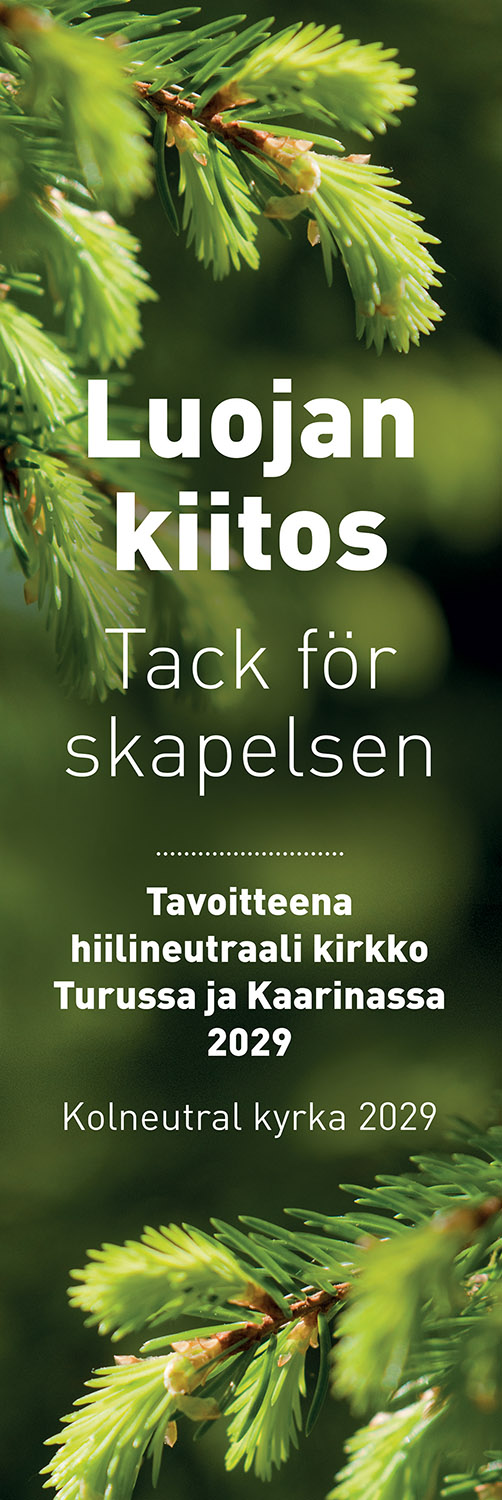 Luojan
kiitos
Tack för
skapelsen
Tavoitteena
hiilineutraali kirkko
Turussa ja Kaarinassa
2029
Kolneutral kyrka 2029